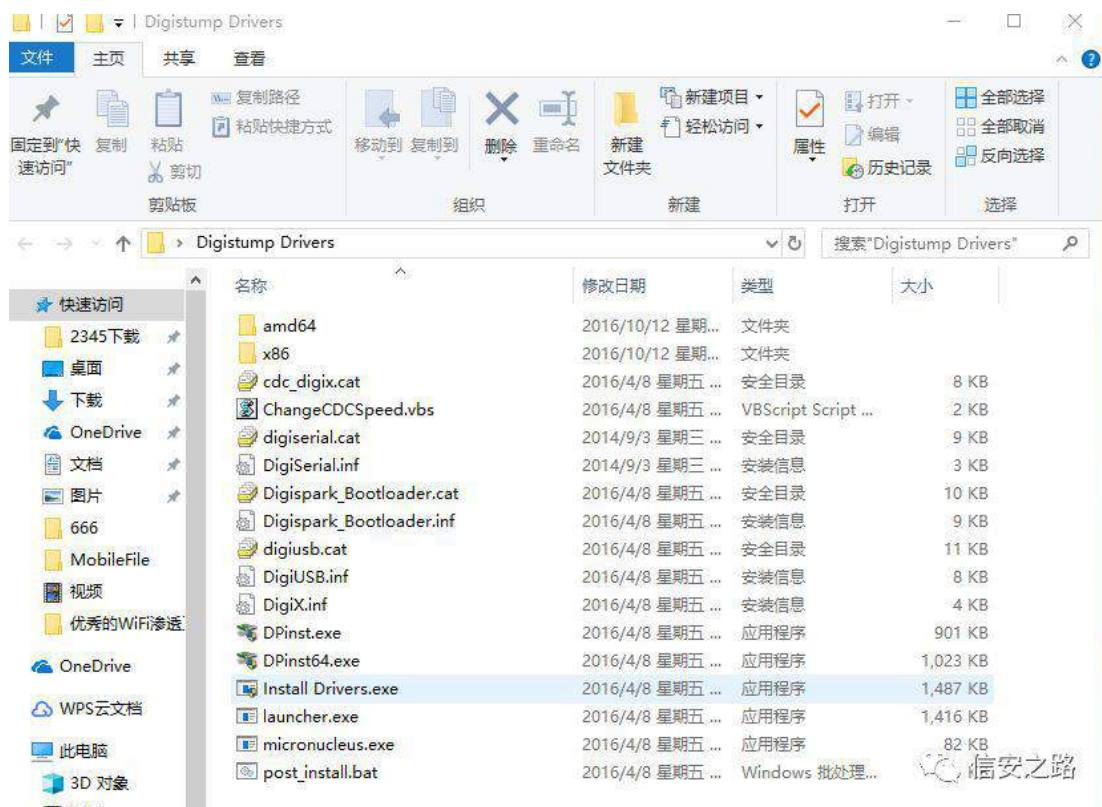 Digistump Drivers
文件 主页 共享 查看
固定到"快速访问"
复制
粘贴
复制路径
粘贴快捷方式
剪切
剪贴板
移动到
复制到
删除
重命名
组织
新建文件夹
新建项目
轻松访问
新建
属性
打开
编辑
历史记录
打开
全部选择
全部取消
反向选择
选择
Digistump Drivers
搜索"Digistump Drivers"
快速访问
2345下载
桌面
下载
OneDrive
文档
图片
666
MobileFile
视频
优秀的WiFi渗透
OneDrive
WPS云文档
此电脑
3D 对象
名称 修改日期 类型 大小
amd64 2016/10/12 星期... 文件夹
x86 2016/10/12 星期... 文件夹
cdc_digix.cat 2016/4/8 星期五 ... 安全目录 8 KB
ChangeCDCSpeed.vbs 2016/4/8 星期五 ... VBScript Script ... 2 KB
digiserial.cat 2014/9/3 星期三 ... 安全目录 9 KB
DigiSerial.inf 2014/9/3 星期三 ... 安装信息 3 KB
Digispark_Bootloader.cat 2016/4/8 星期五 ... 安全目录 10 KB
Digispark_Bootloader.inf 2016/4/8 星期五 ... 安装信息 9 KB
digiusb.cat 2016/4/8 星期五 ... 安全目录 11 KB
DigiUSB.inf 2016/4/8 星期五 ... 安装信息 8 KB
DigiX.inf 2016/4/8 星期五 ... 安装信息 4 KB
DPinst.exe 2016/4/8 星期五 ... 应用程序 901 KB
DPinst64.exe 2016/4/8 星期五 ... 应用程序 1,023 KB
Install Drivers.exe 2016/4/8 星期五 ... 应用程序 1,487 KB
launcher.exe 2016/4/8 星期五 ... 应用程序 1,416 KB
micronucleus.exe 2016/4/8 星期五 ... 应用程序 82 KB
post_install.bat 2016/4/8 星期五 ... Windows 批处理...
信安之路